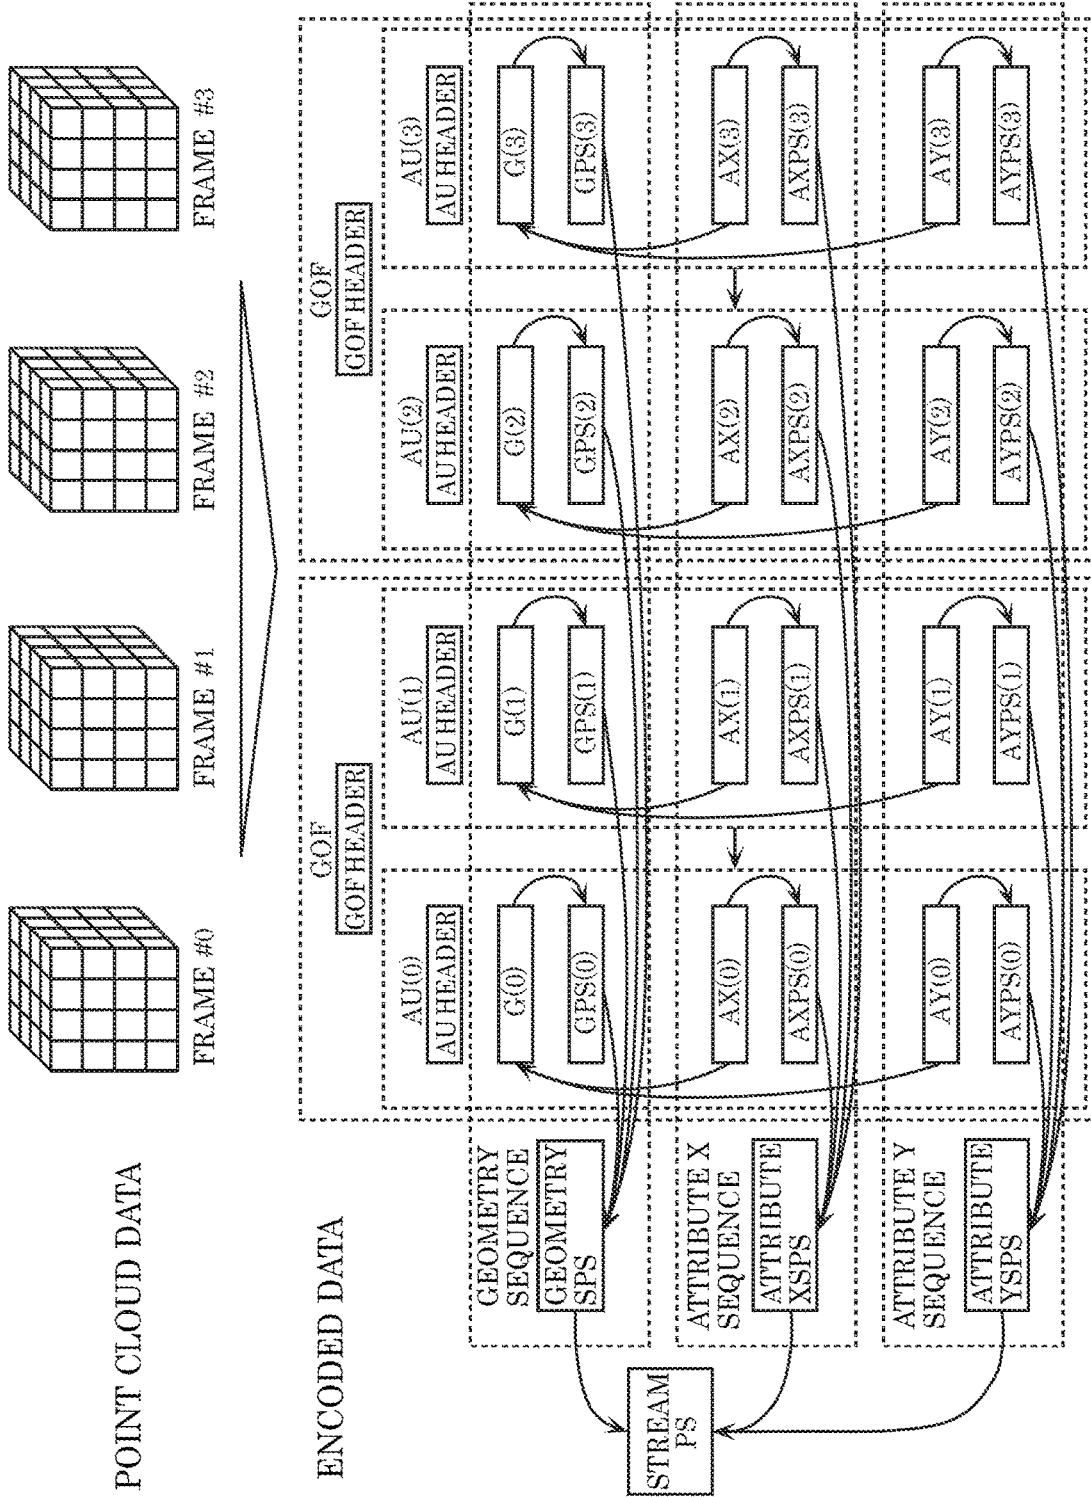 POINT CLOUD DATA
FRAME #0
FRAME #1
FRAME #2
FRAME #3
ENCODED DATA
GOF
GOF HEADER
GOF
GOF HEADER
AU(0)
AU HEADER
AU(1)
AU HEADER
AU(2)
AU HEADER
AU(3)
AU HEADER
GEOMETRY
SEQUENCE
GEOMETRY
SPS
G(0)
GPS(0)
G(1)
GPS(1)
G(2)
GPS(2)
G(3)
GPS(3)
STREAM
PS
ATTRIBUTE X
SEQUENCE
ATTRIBUTE
XSPS
AX(0)
AXPS(0)
AX(1)
AXPS(1)
AX(2)
AXPS(2)
AX(3)
AXPS(3)
ATTRIBUTE Y
SEQUENCE
ATTRIBUTE
YSPS
AY(0)
AYPS(0)
AY(1)
AYPS(1)
AY(2)
AYPS(2)
AY(3)
AYPS(3)